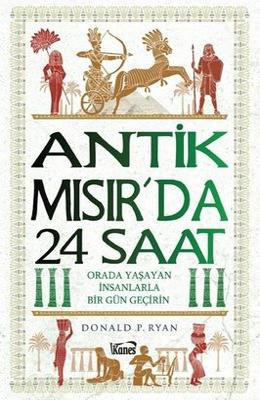 ANTİK
MISIR'DA
24 SAAT
ORADA YAŞAYAN
İNSANLARLA
BİR GÜN GEÇİRİN
DONALD P. RYAN
Kanes